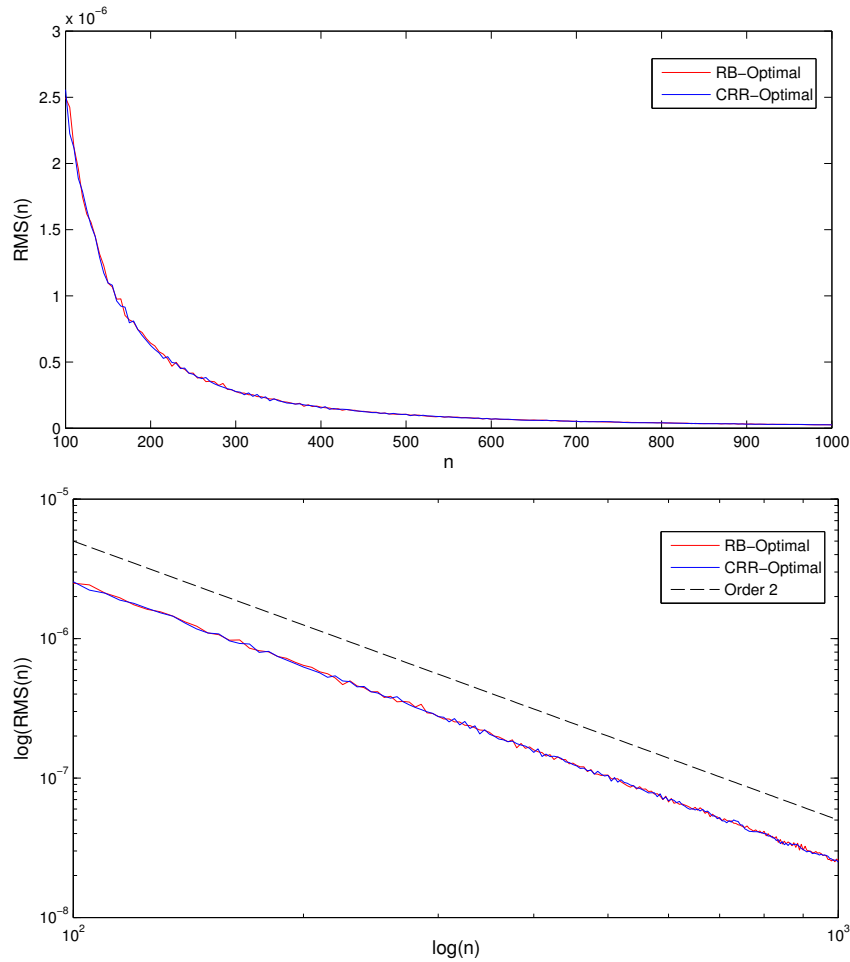 x 10^-6
3
2.5
2
1.5
1
0.5
0
RMS(n)
100 200 300 400 500 600 700 800 900 1000
n
RB-Optimal
CRR-Optimal
10^-5
10^-6
10^-7
10^-8
log(RMS(n))
10^2 10^3
log(n)
RB-Optimal
CRR-Optimal
Order 2